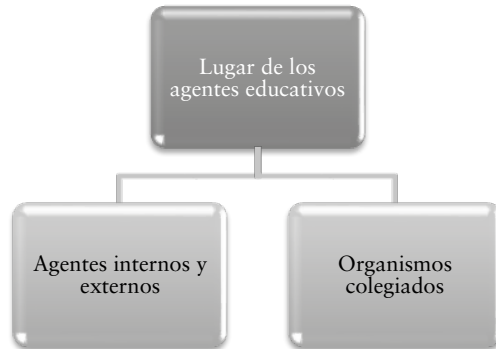 Lugar de los
agentes educativos
Agentes internos y
externos
Organismos
colegiados